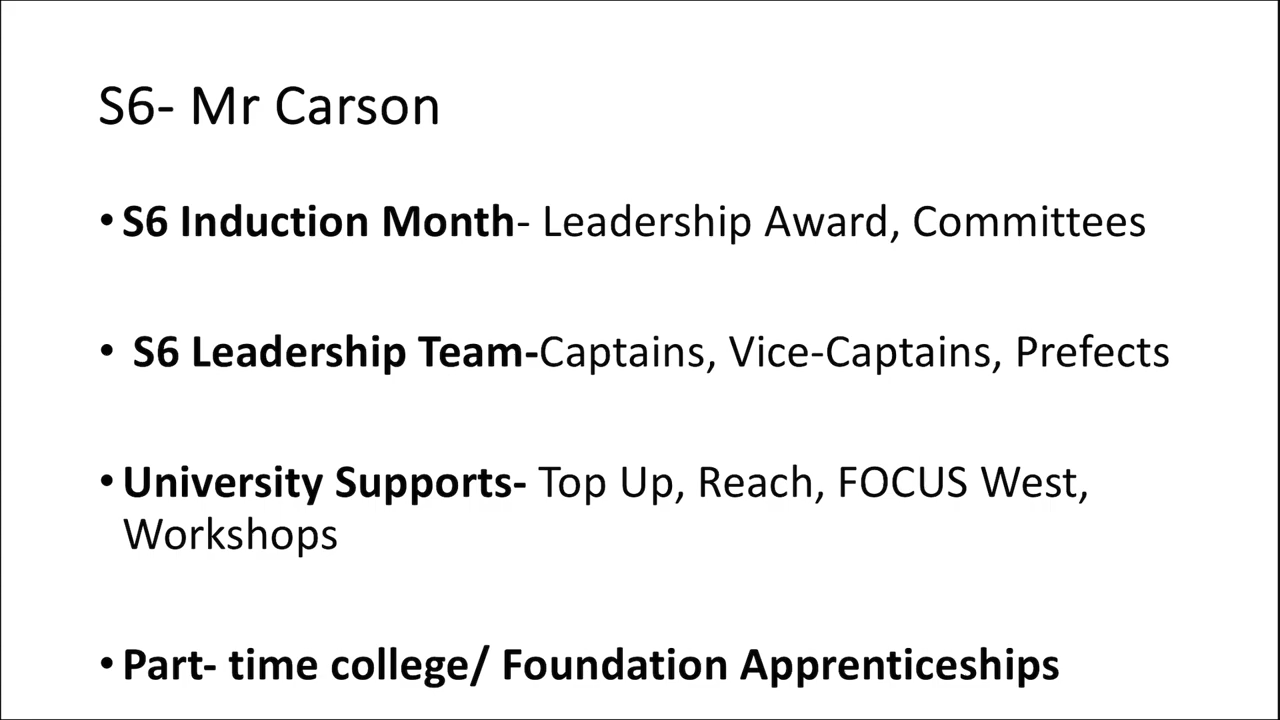 S6- Mr Carson
•S6 Induction Month- Leadership Award, Committees
• S6 Leadership Team-Captains, Vice-Captains, Prefects
•University Supports- Top Up, Reach, FOCUS West,
Workshops
•Part- time college/ Foundation Apprenticeships